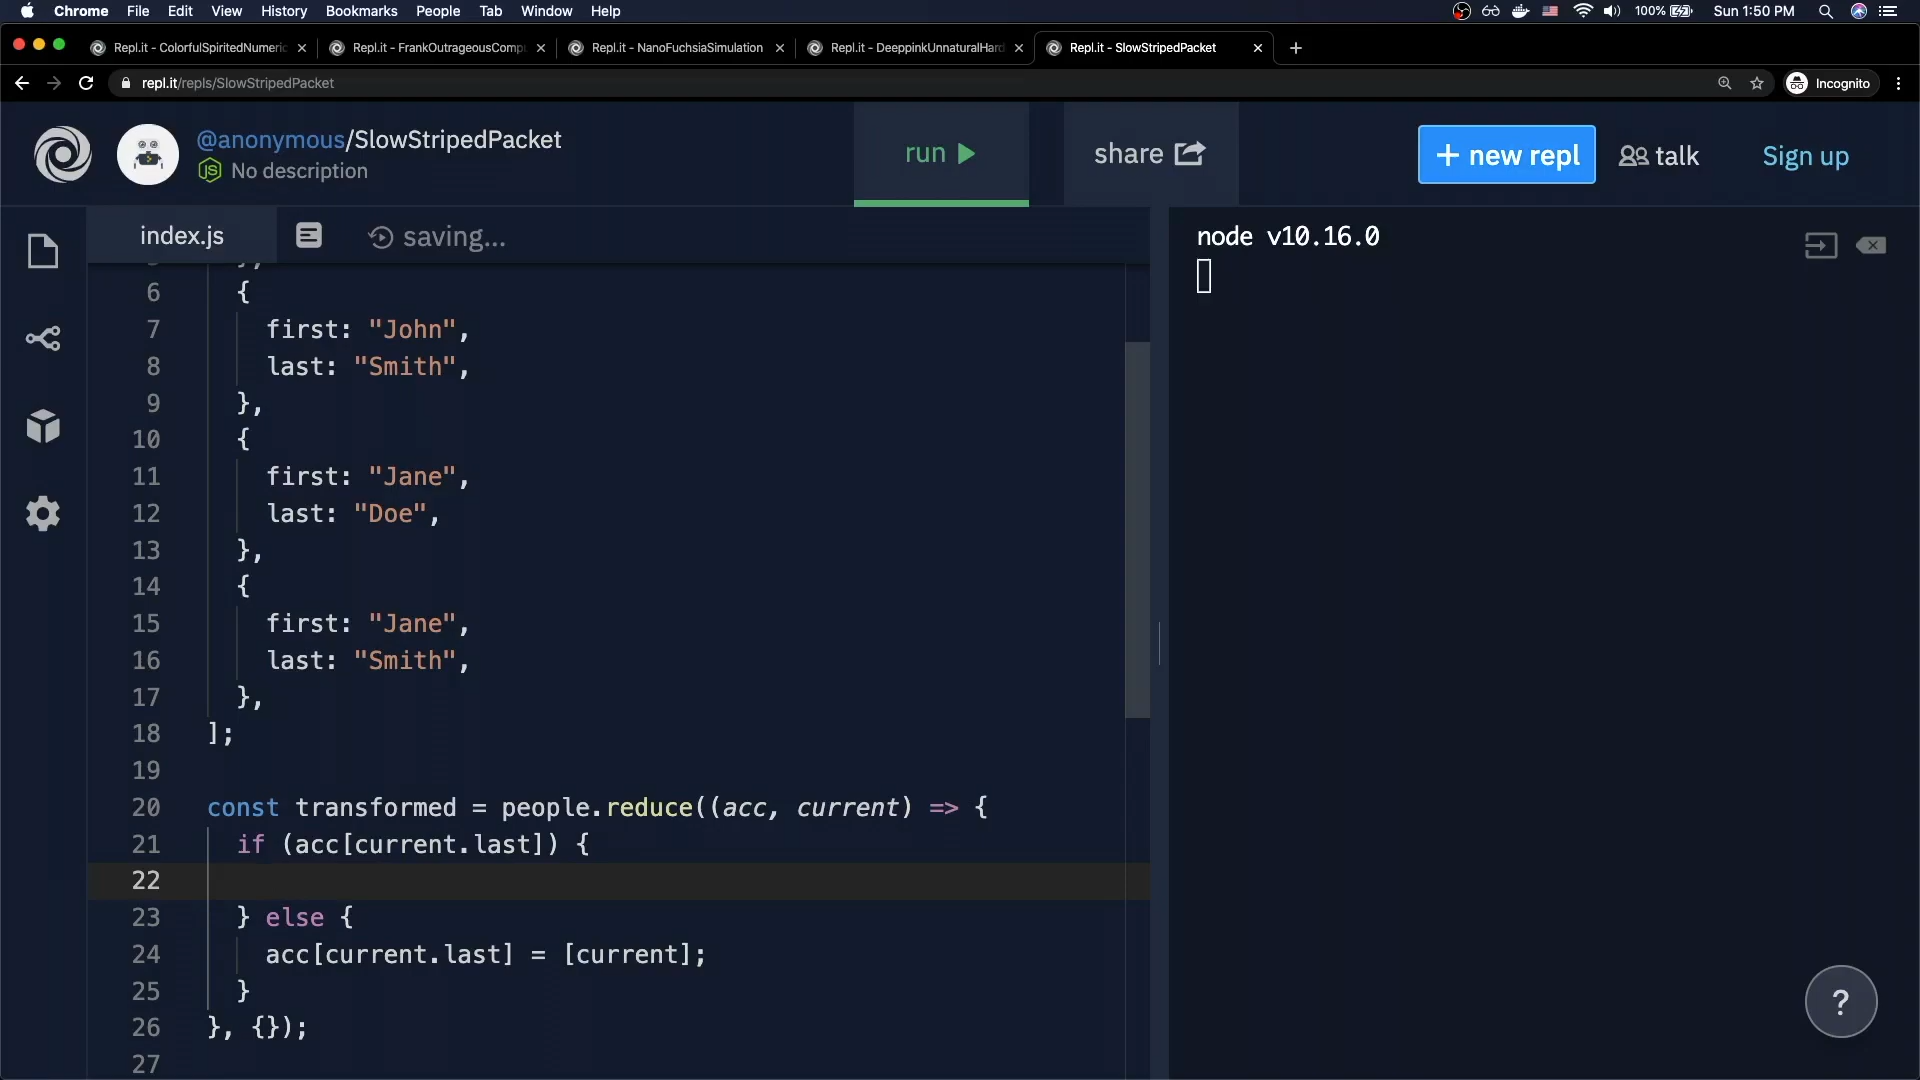 Chrome File Edit View History Bookmarks People Tab Window Help 100% Sun 1:50 PM
Repl.it - ColorfulSpiritedNumeric Repl.it - FrankOutrageousCompu Repl.it - NanoFuchsiaSimulation Repl.it - DeeppinkUnnaturalHard Repl.it - SlowStripedPacket
repl.it/repls/SlowStripedPacket Incognito
@anonymous/SlowStripedPacket
JS No description
run
share
+ new repl
talk
Sign up
index.js
saving...
6 {
7 first: "John",
8 last: "Smith",
9 },
10 {
11 first: "Jane",
12 last: "Doe",
13 },
14 {
15 first: "Jane",
16 last: "Smith",
17 },
18 ];
19
20 const transformed = people.reduce((acc, current) => {
21 if (acc[current.last]) {
22
23 } else {
24 acc[current.last] = [current];
25 }
26 }, {});
27
node v10.16.0
?